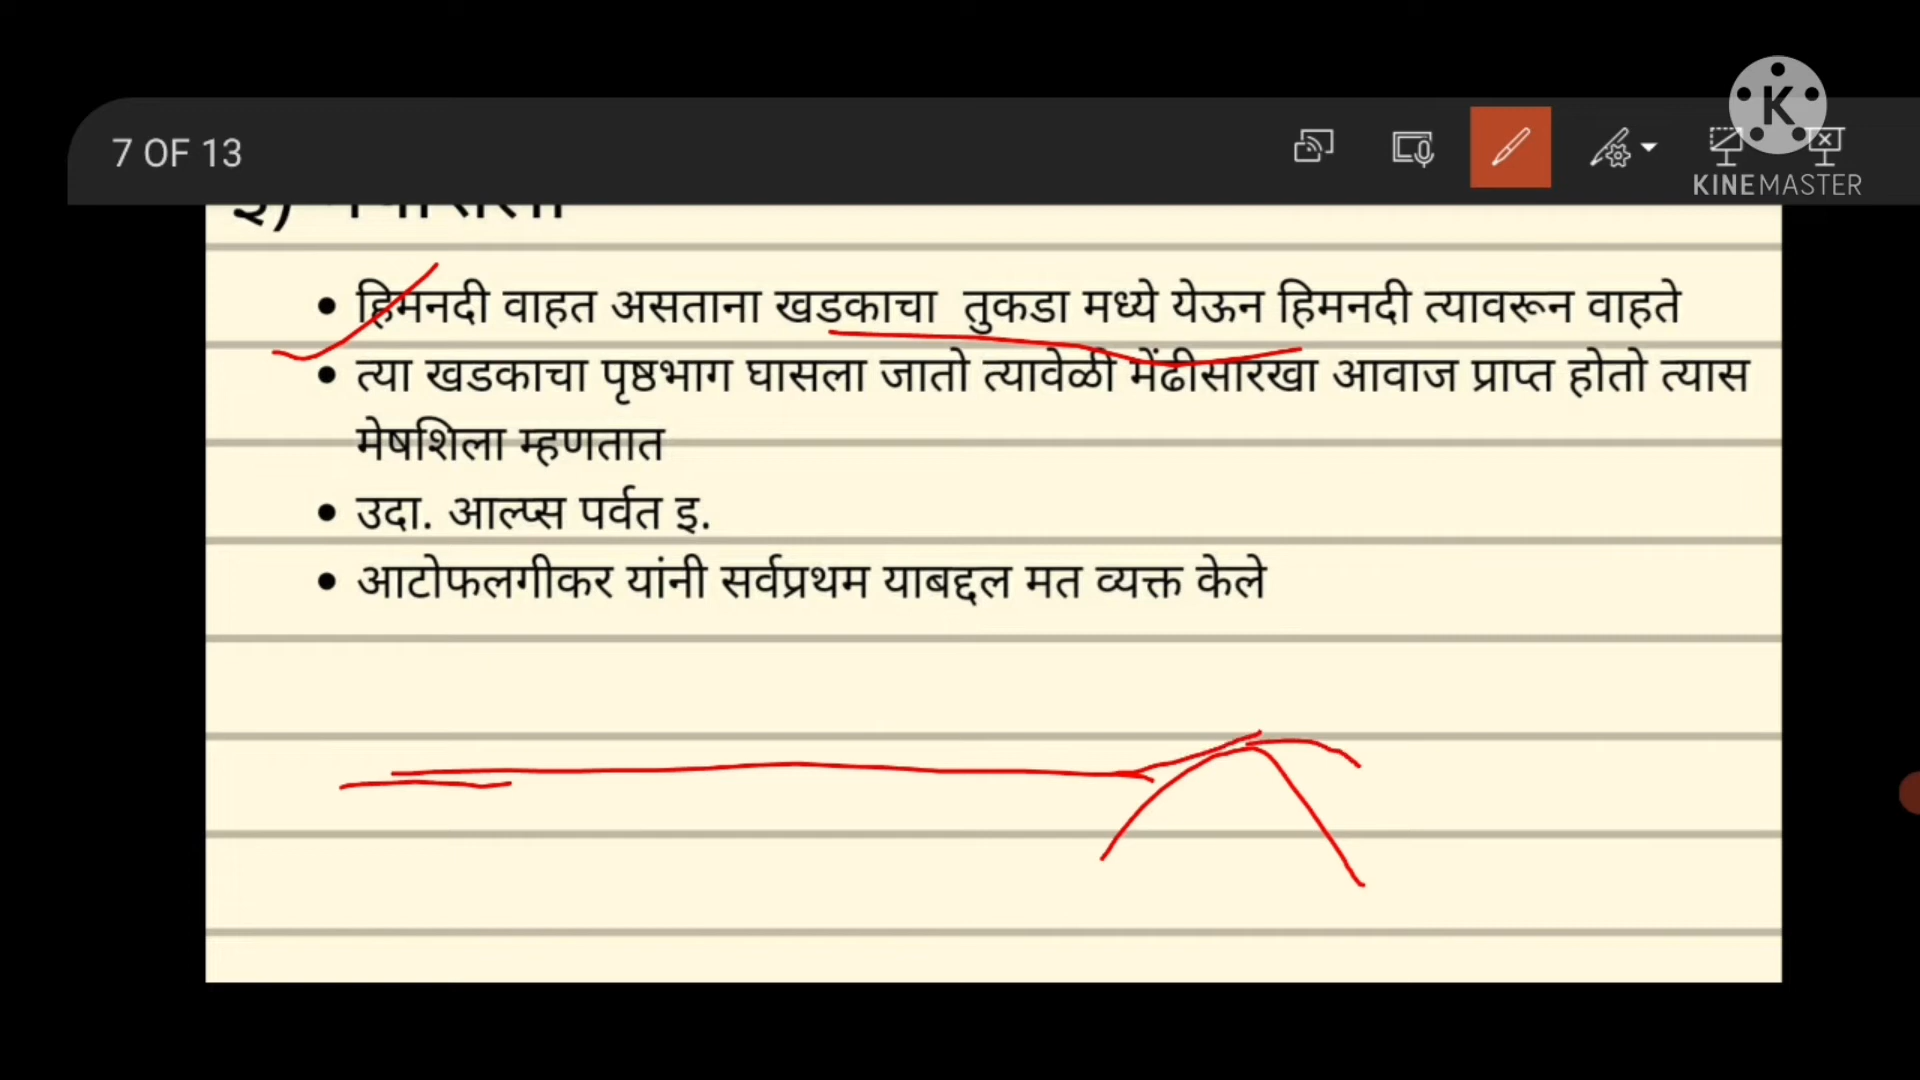 7 OF 13
KINEMASTER
• हिमनदी वाहत असताना खडकाचा तुकडा मध्ये येऊन हिमनदी त्यावरून वाहते
• त्या खडकाचा पृष्ठभाग घासला जातो त्यावेळी मेंढीसारखा आवाज प्राप्त होतो त्यास
मेषशिला म्हणतात
• उदा. आल्प्स पर्वत इ.
• आटोफलगीकर यांनी सर्वप्रथम याबद्दल मत व्यक्त केले